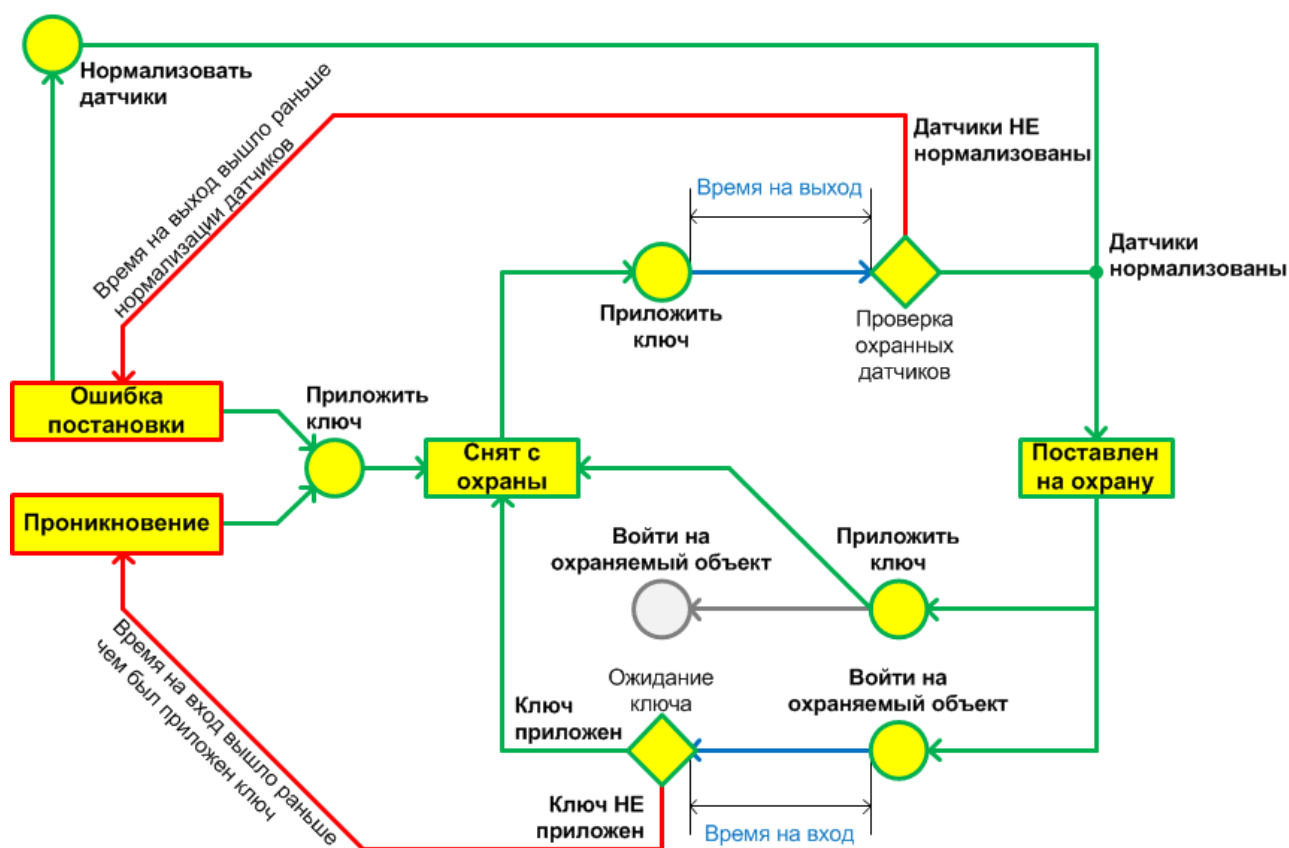 Нормализовать
датчики
Время на выход вышло раньше
нормализации датчиков
Датчики НЕ
нормализованы
Время на выход
Датчики
нормализованы
Приложить
ключ
Проверка
охранных
датчиков
Ошибка
постановки
Приложить
ключ
Снят с
охраны
Поставлен
на охрану
Проникновение
Войти на
охраняемый объект
Приложить
ключ
Время на вход вышло раньше
чем был приложен ключ
Ожидание
ключа
Войти на
охраняемый объект
Ключ
приложен
Ключ НЕ
приложен
Время на вход